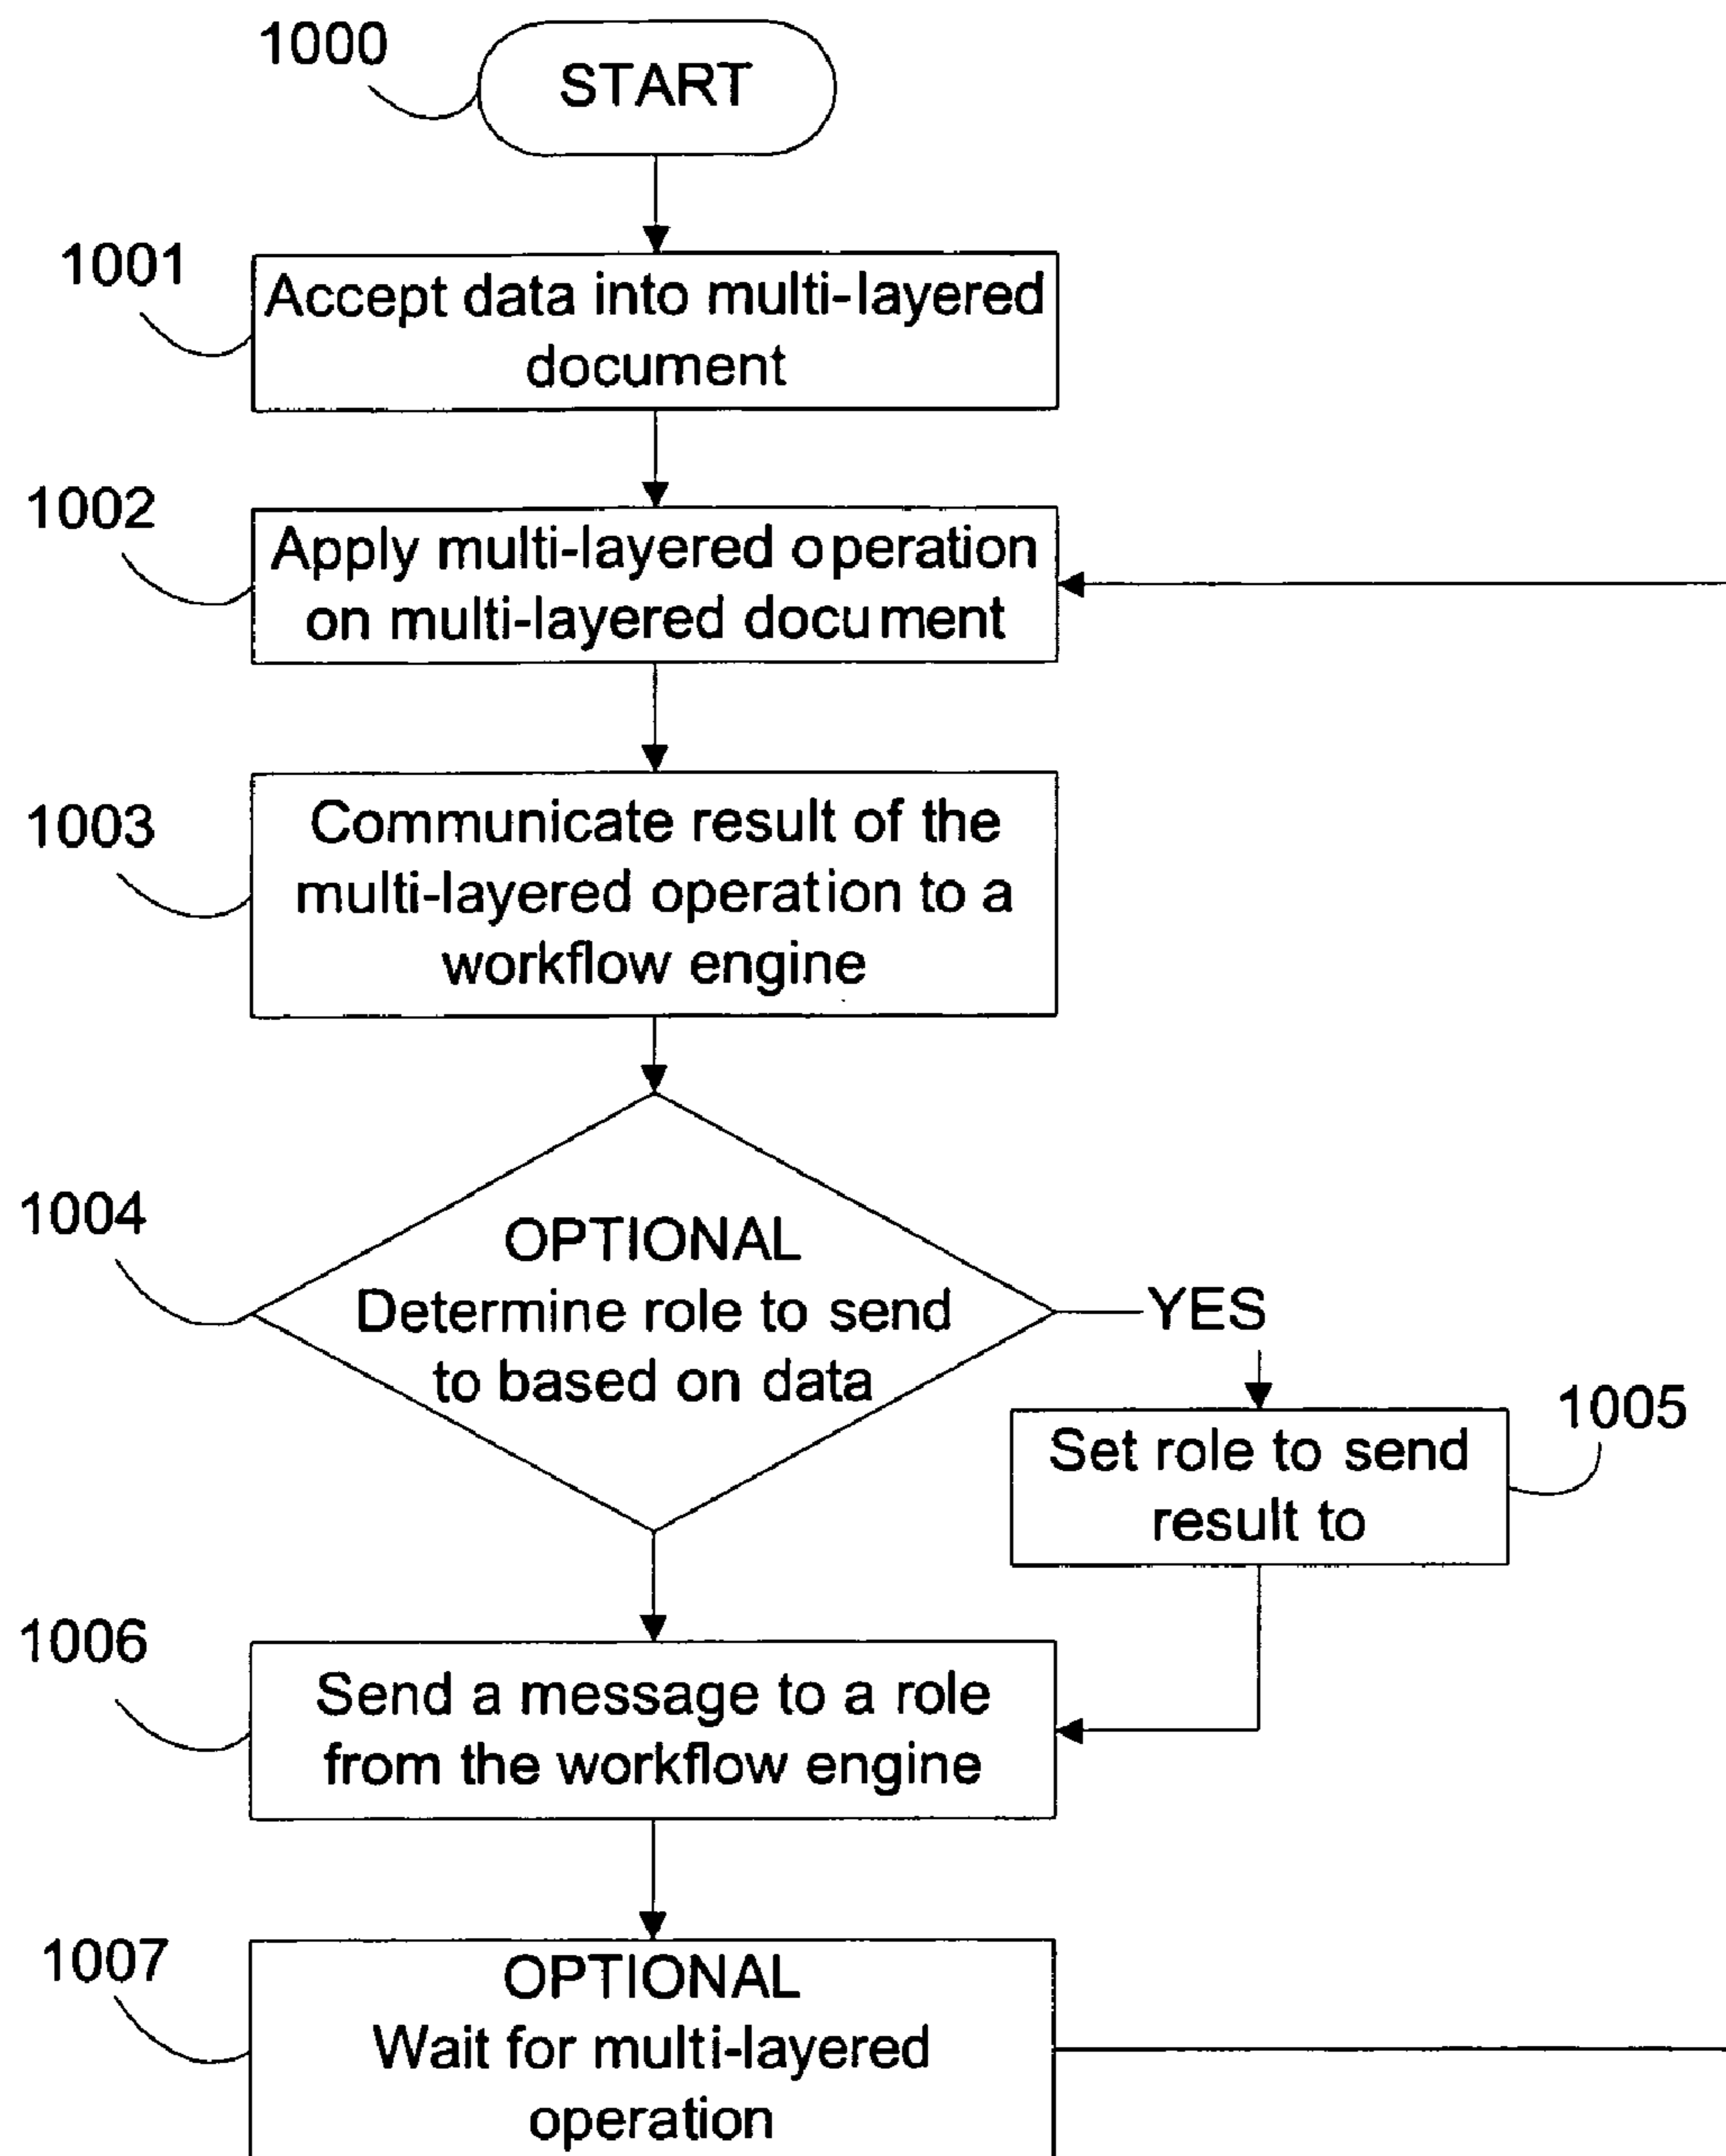 1000
START
1001
Accept data into multi-layered
document
1002
Apply multi-layered operation
on multi-layered document
1003
Communicate result of the
multi-layered operation to a
workflow engine
1004
OPTIONAL
Determine role to send
to based on data
YES
1005
Set role to send
result to
1006
Send a message to a role
from the workflow engine
1007
OPTIONAL
Wait for multi-layered
operation